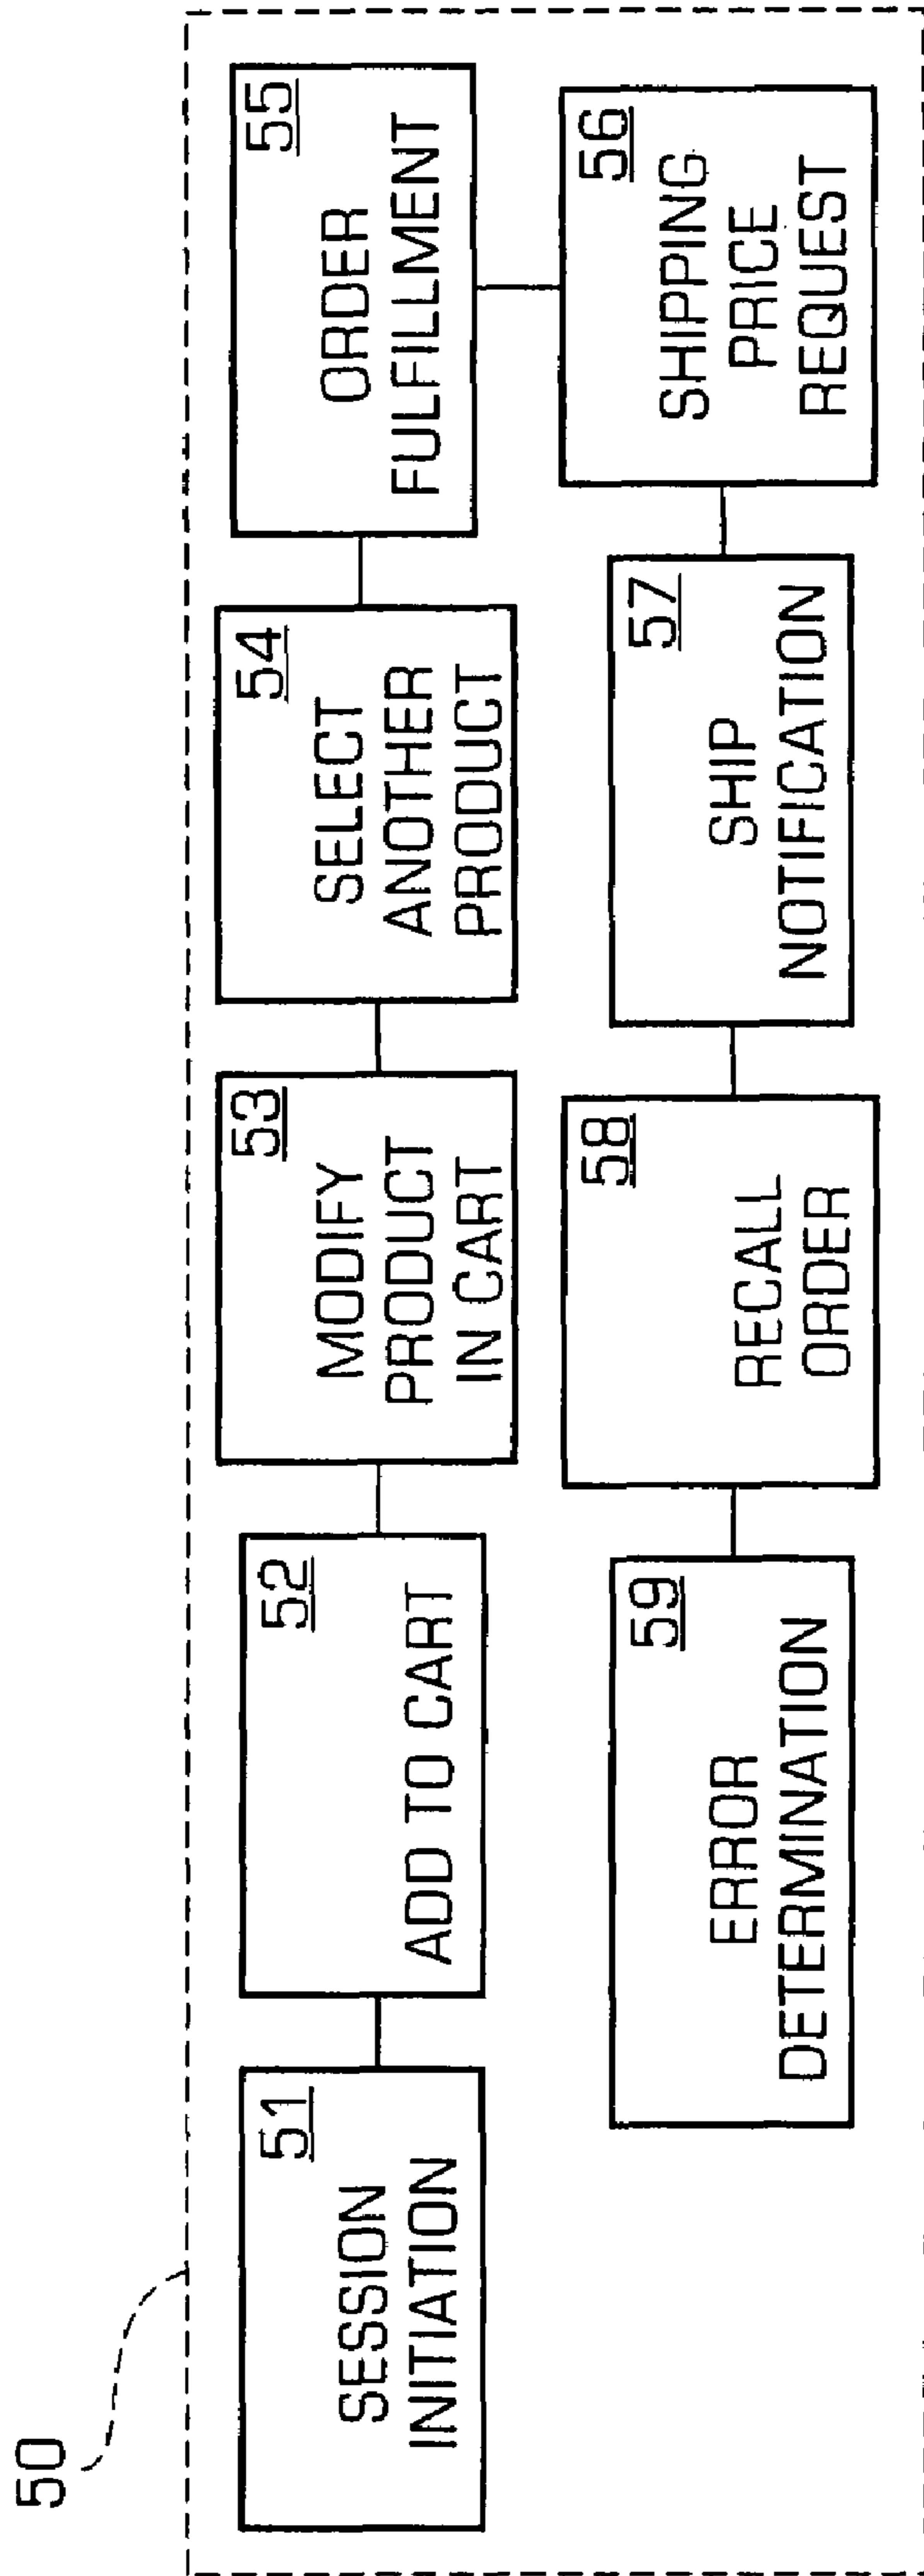 50
51
SESSION
INITIATION
52
ADD TO CART
53
MODIFY
PRODUCT
IN CART
54
SELECT
ANOTHER
PRODUCT
55
ORDER
FULFILLMENT
56
SHIPPING
PRICE
REQUEST
57
SHIP
NOTIFICATION
58
RECALL
ORDER
59
ERROR
DETERMINATION